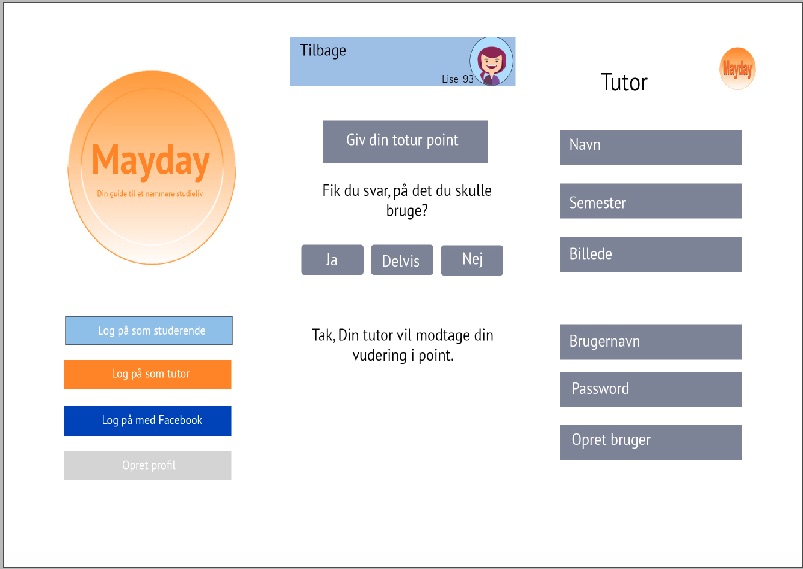 Mayday
Din guide til et nemmere studieliv
Log på som studerende
Log på som tutor
Log på med Facebook
Opret profil
Tilbage
Lise 93
Giv din totur point
Fik du svar, på det du skulle
bruge?
Ja
Delvis
Nej
Tak, Din tutor vil modtage din
vudering i point.
Tutor
Mayday
Navn
Semester
Billede
Brugernavn
Password
Opret bruger